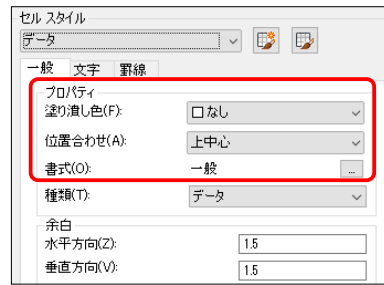 セル スタイル
データ
一般 文字 罫線
プロパティ
塗り潰し色(F): なし
位置合わせ(A): 上中心
書式(O): 一般 ...
種類(T): データ
余白
水平方向(Z): 1.5
垂直方向(V): 1.5